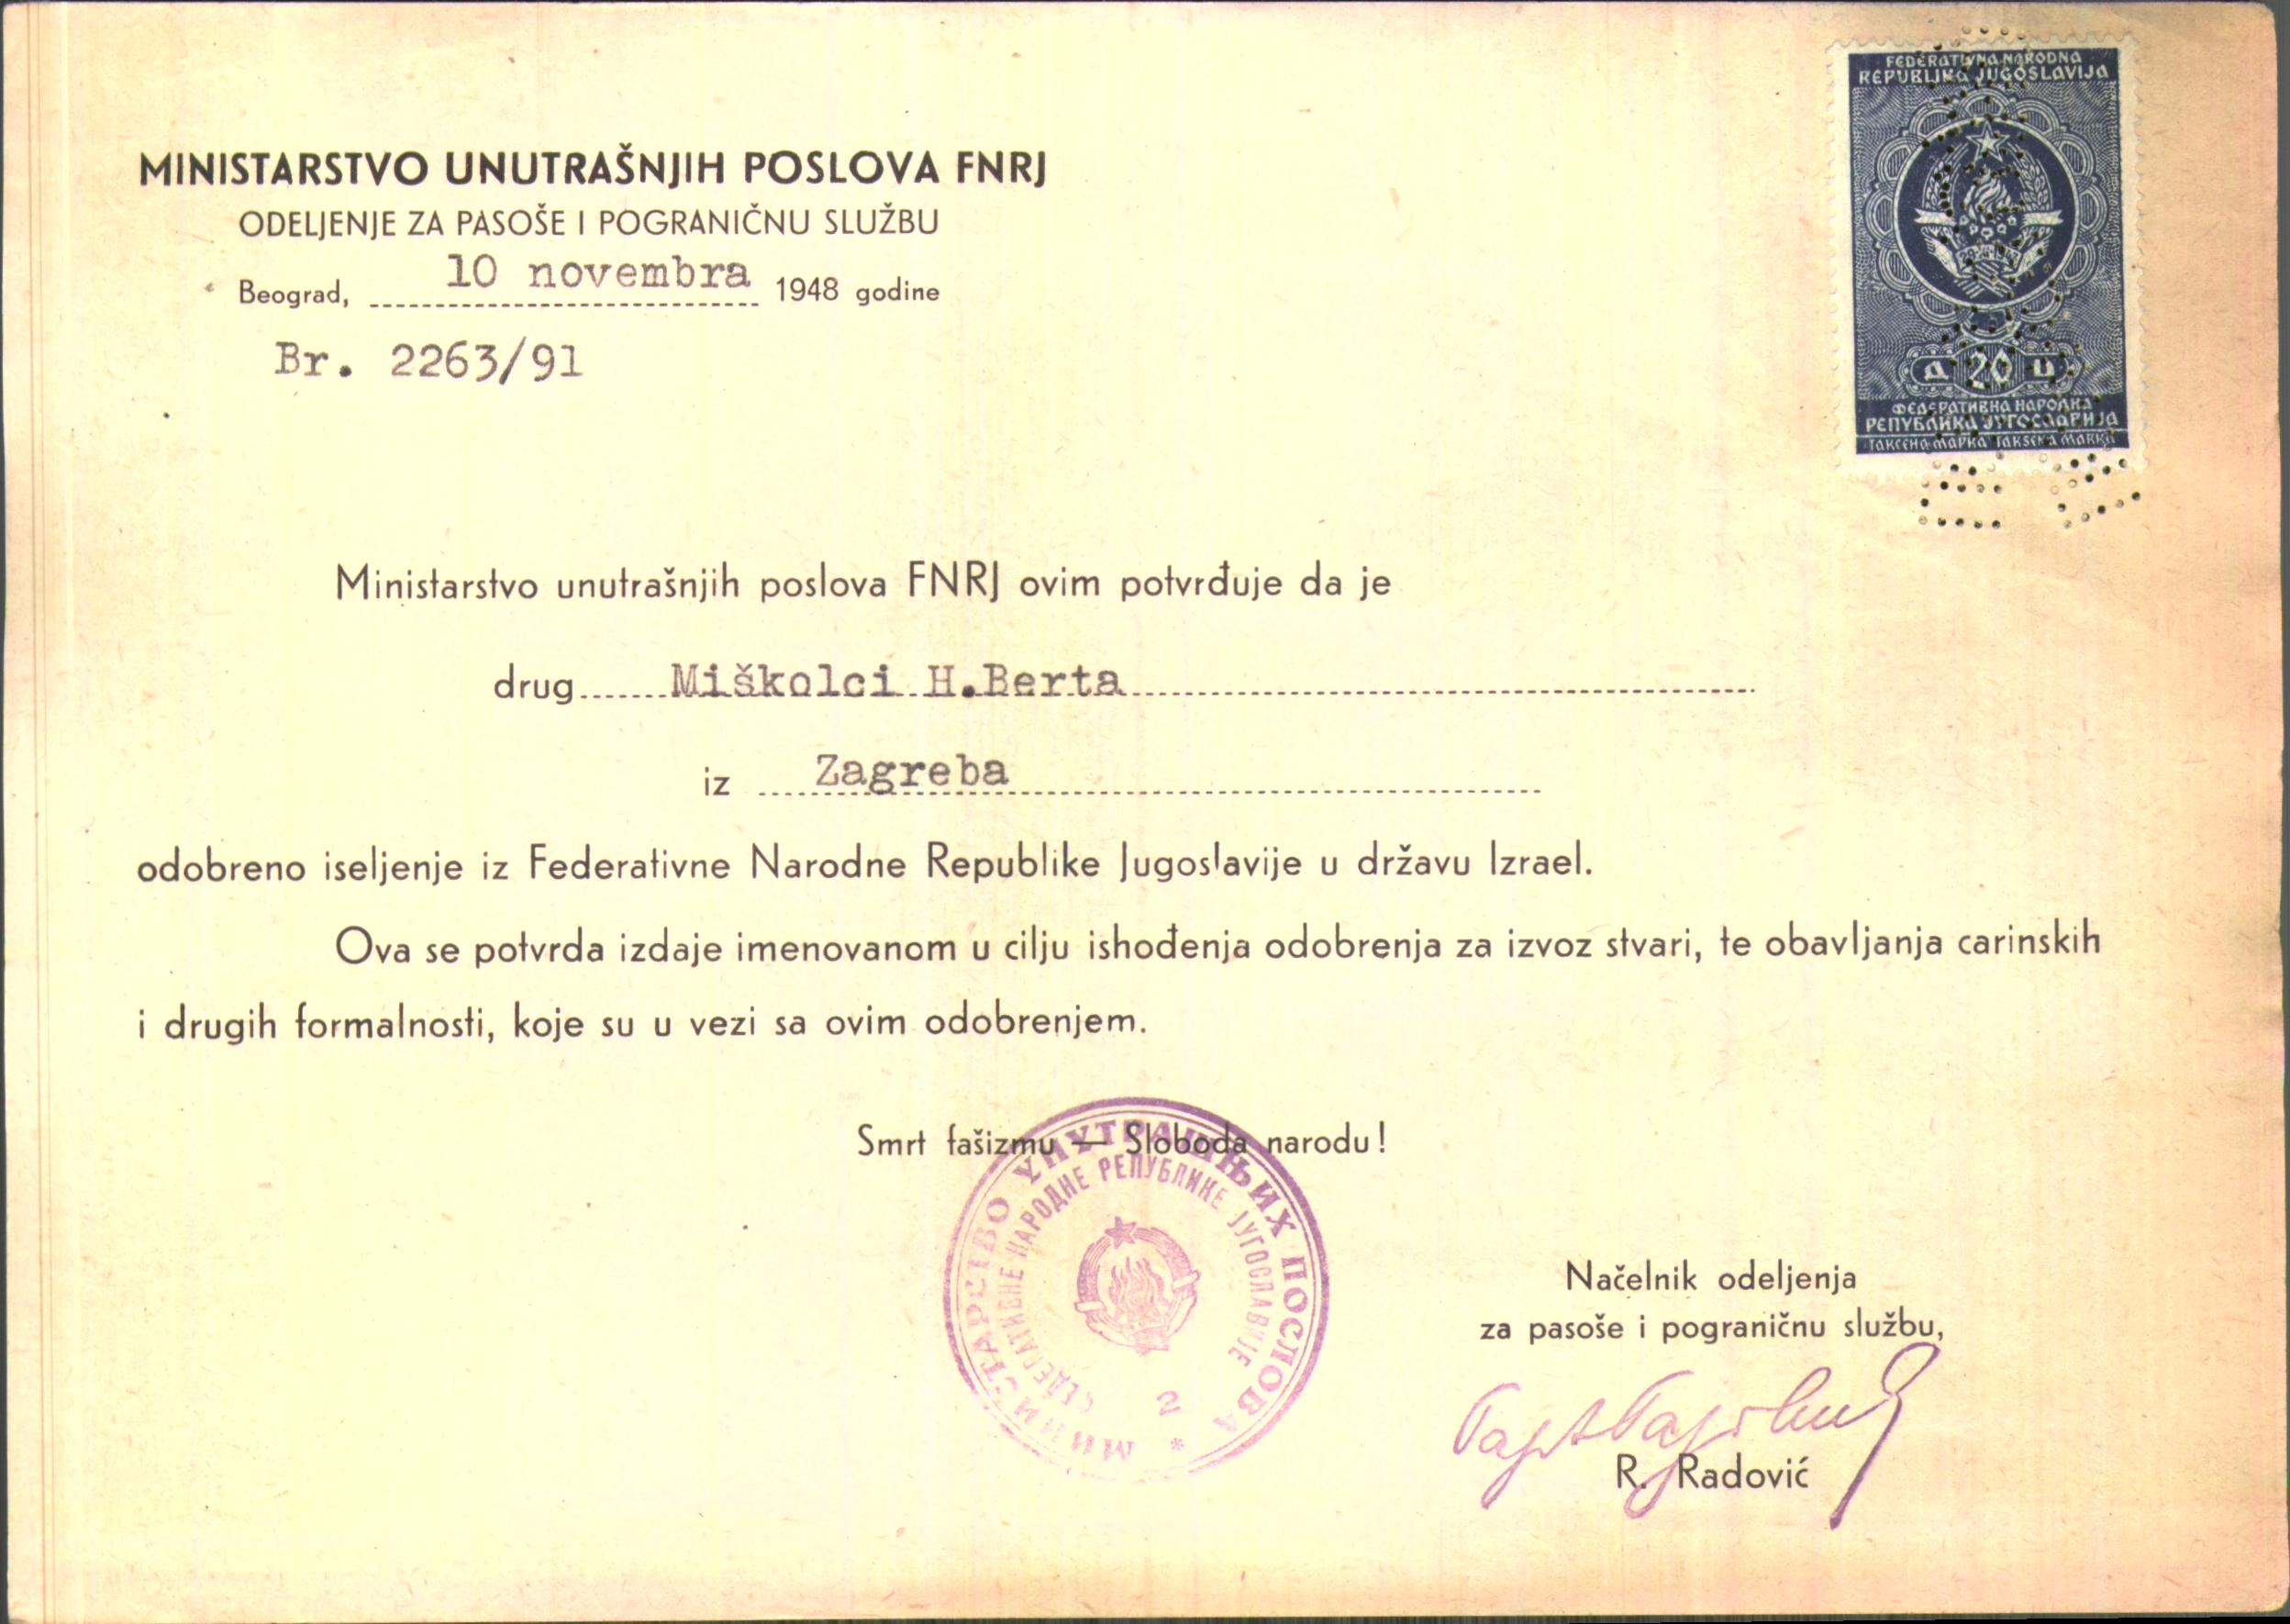 MINISTARSTVO UNUTRAŠNJIH POSLOVA FNRJ
ODELJENJE ZA PASOŠE I POGRANIČNU SLUŽBU
Beograd, 10 novembra 1948 godine
Br. 2263/91
FEDERATIVNA NARODNA
REPUBLIKA JUGOSLAVIJA
Д 20 Ц
ФЕДЕРАТИВНА НАРОДНА
РЕПУБЛИКА ЈУГОСЛАВИЈА
ТАКСЕНА МАРКА TAKSENA MARKA
Ministarstvo unutrašnjih poslova FNRJ ovim potvrđuje da je
drug Miškolci H.Berta
iz Zagreba
odobreno iseljenje iz Federativne Narodne Republike Jugoslavije u državu Izrael.
Ova se potvrda izdaje imenovanom u cilju ishođenja odobrenja za izvoz stvari, te obavljanja carinskih
i drugih formalnosti, koje su u vezi sa ovim odobrenjem.
Smrt fašizmu — Sloboda narodu!
МИНИСТАРСТВО УНУТРАШЊИХ ПОСЛОВА
ФЕДЕРАТИВНЕ НАРОДНЕ РЕПУБЛИКЕ ЈУГОСЛАВИЈЕ
2
*
Načelnik odeljenja
za pasoše i pograničnu službu,
R. Radović